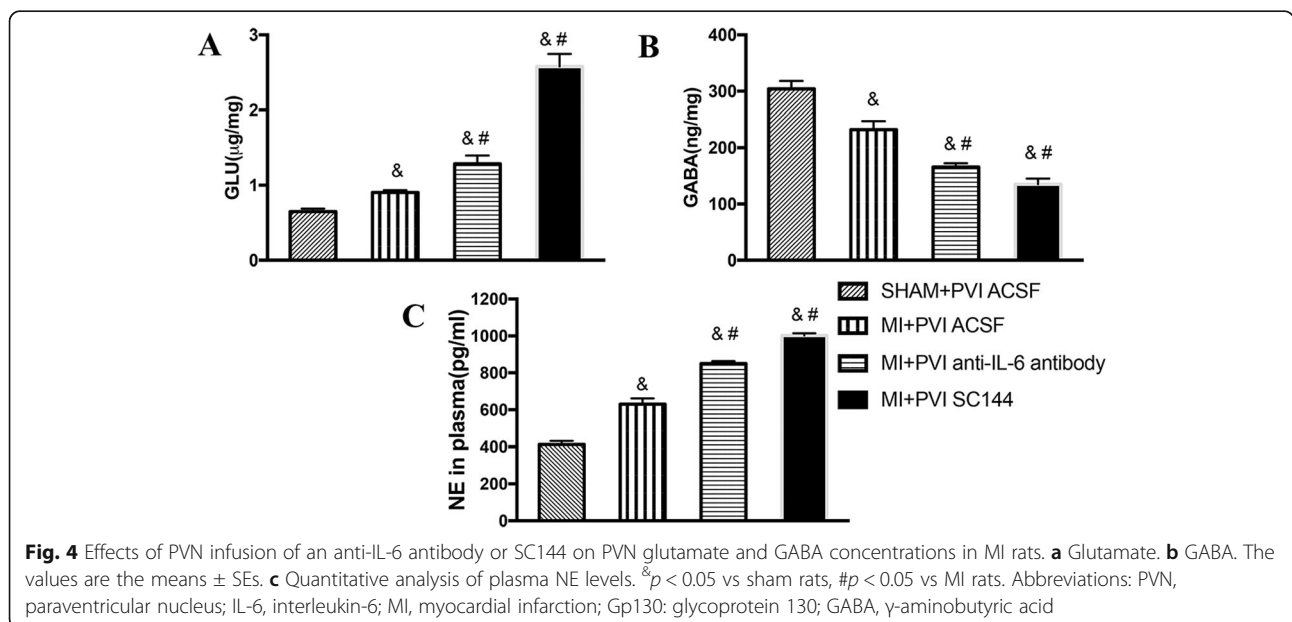 A
GLU(μg/mg)
3
2
1
0
&
& #
& #
B
GABA(ng/mg)
400
300
200
100
0
&
& #
& #
C
NE in plasma(pg/ml)
1200
1000
800
600
400
200
0
&
& #
& #
SHAM+PVI ACSF
MI+PVI ACSF
MI+PVI anti-IL-6 antibody
MI+PVI SC144
Fig. 4 Effects of PVN infusion of an anti-IL-6 antibody or SC144 on PVN glutamate and GABA concentrations in MI rats. a Glutamate. b GABA. The
values are the means ± SEs. c Quantitative analysis of plasma NE levels. &p < 0.05 vs sham rats, #p < 0.05 vs MI rats. Abbreviations: PVN,
paraventricular nucleus; IL-6, interleukin-6; MI, myocardial infarction; Gp130: glycoprotein 130; GABA, γ-aminobutyric acid